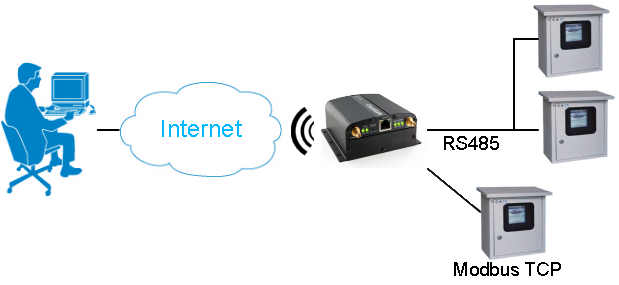 Internet
RS485
Modbus TCP